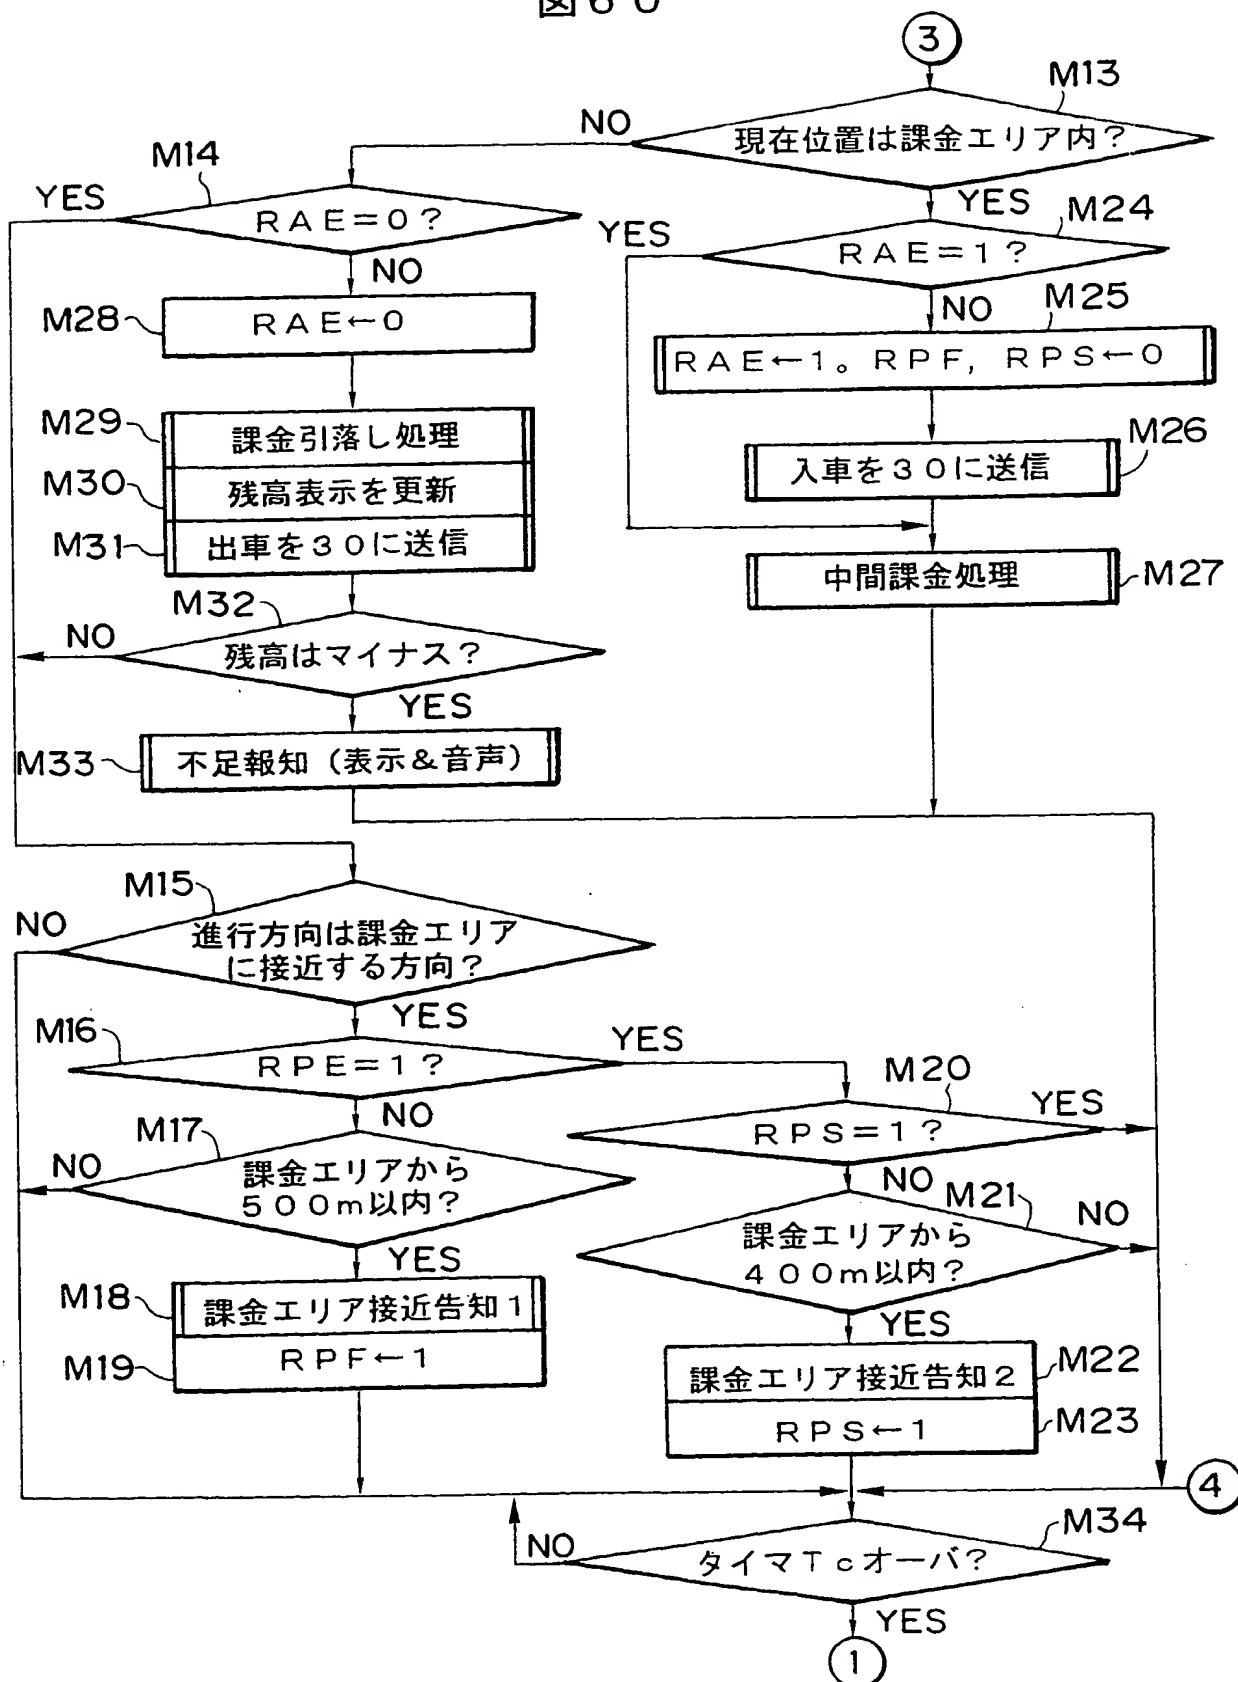 図60
3
M13
現在位置は課金エリア内?
NO
YES
M14
RAE=0?
YES
NO
M24
RAE=1?
YES
NO
M28
RAE←0
M25
RAE←1。RPF, RPS←0
M29
課金引落し処理
M30
残高表示を更新
M31
出車を30に送信
M26
入車を30に送信
M27
中間課金処理
M32
残高はマイナス?
NO
YES
M33
不足報知(表示&音声)
M15
進行方向は課金エリア
に接近する方向?
NO
YES
M16
RPE=1?
YES
NO
M20
RPS=1?
YES
NO
M17
課金エリアから
500m以内?
NO
YES
M21
課金エリアから
400m以内?
NO
YES
M18
課金エリア接近告知1
M19
RPF←1
M22
課金エリア接近告知2
M23
RPS←1
4
M34
タイマTcオーバ?
NO
YES
1